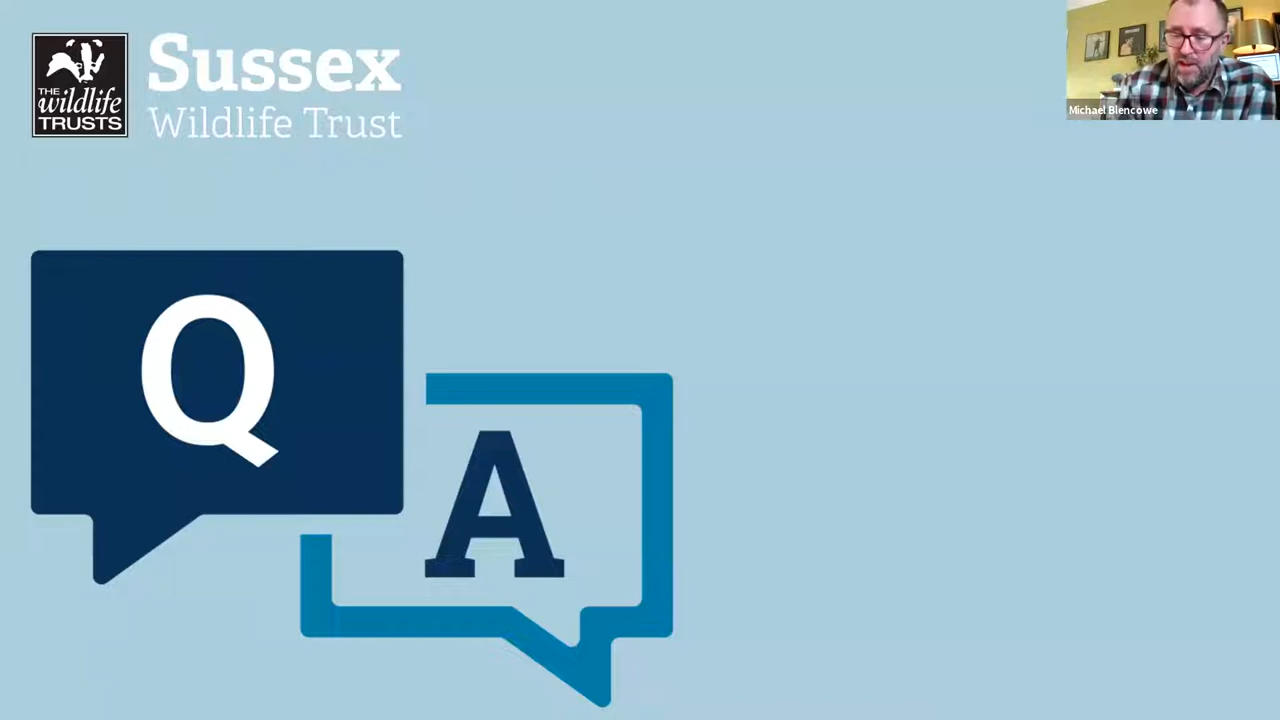 THE
wildlife
TRUSTS
Sussex
Wildlife Trust
Michael Blencowe
Q
A